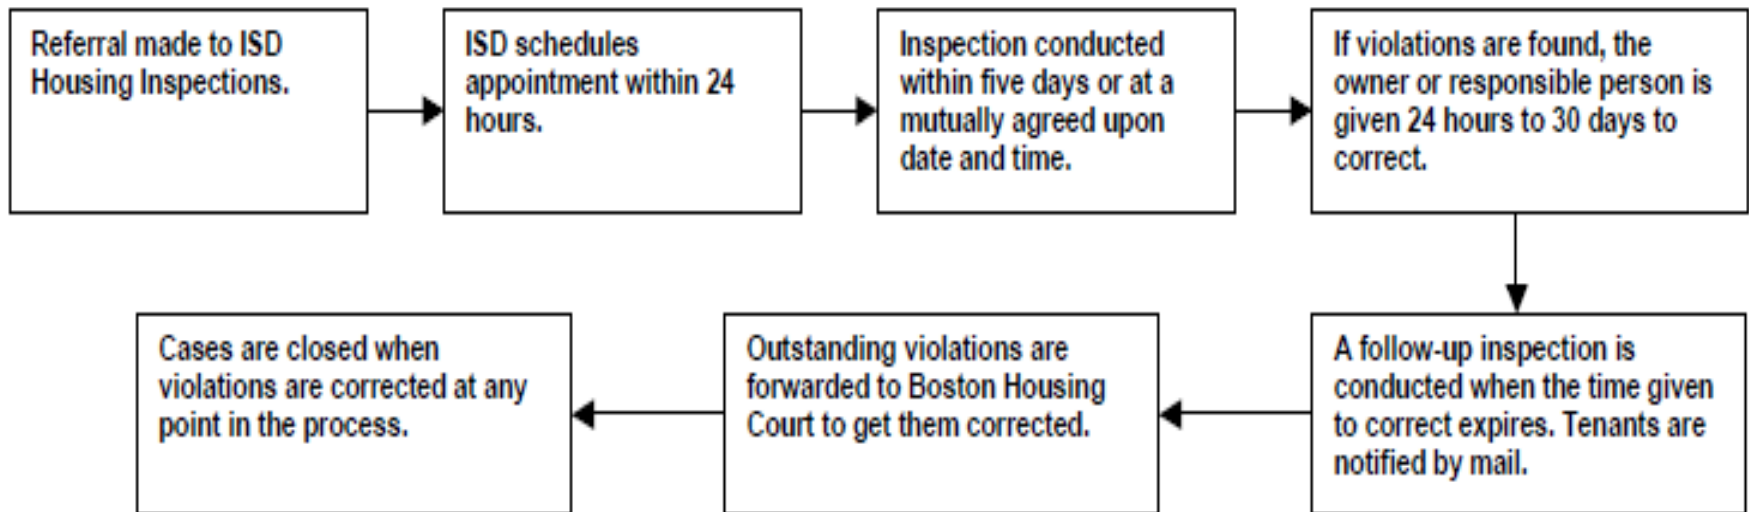 Referral made to ISD
Housing Inspections.
ISD schedules
appointment within 24
hours.
Inspection conducted
within five days or at a
mutually agreed upon
date and time.
If violations are found, the
owner or responsible person is
given 24 hours to 30 days to
correct.
A follow-up inspection is
conducted when the time given
to correct expires. Tenants are
notified by mail.
Outstanding violations are
forwarded to Boston Housing
Court to get them corrected.
Cases are closed when
violations are corrected at any
point in the process.